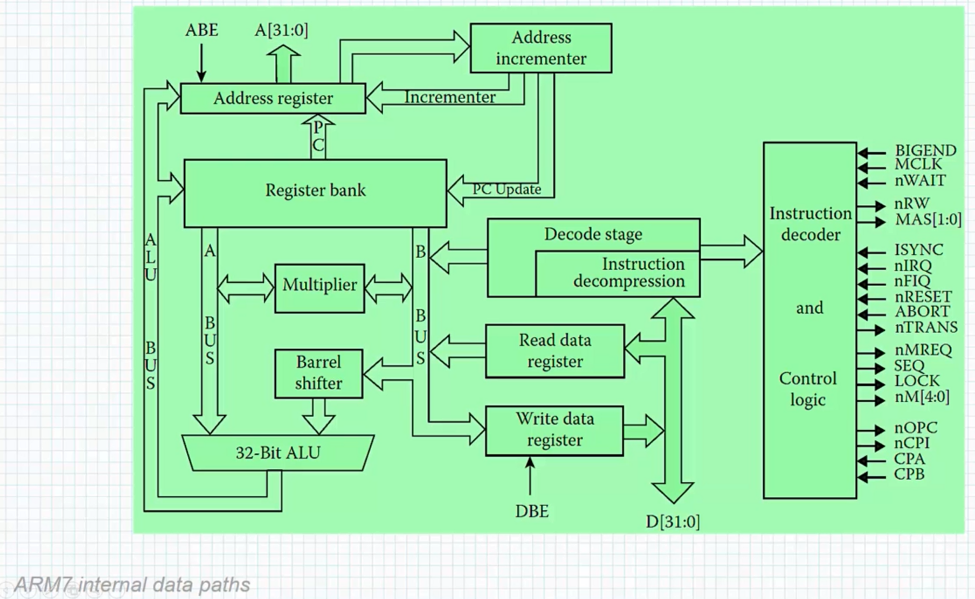 ABE
A[31:0]
Address
incrementer
Address register
Incrementer
PC
Register bank
PC Update
ALU BUS
A BUS
B BUS
Multiplier
Barrel
shifter
32-Bit ALU
Decode stage
Instruction
decompression
Read data
register
Write data
register
DBE
D[31:0]
Instruction
decoder
and
Control
logic
BIGEND
MCLK
nWAIT
nRW
MAS[1:0]
ISYNC
nIRQ
nFIQ
nRESET
ABORT
nTRANS
nMREQ
SEQ
LOCK
nM[4:0]
nOPC
nCPI
CPA
CPB
ARM7 internal data paths